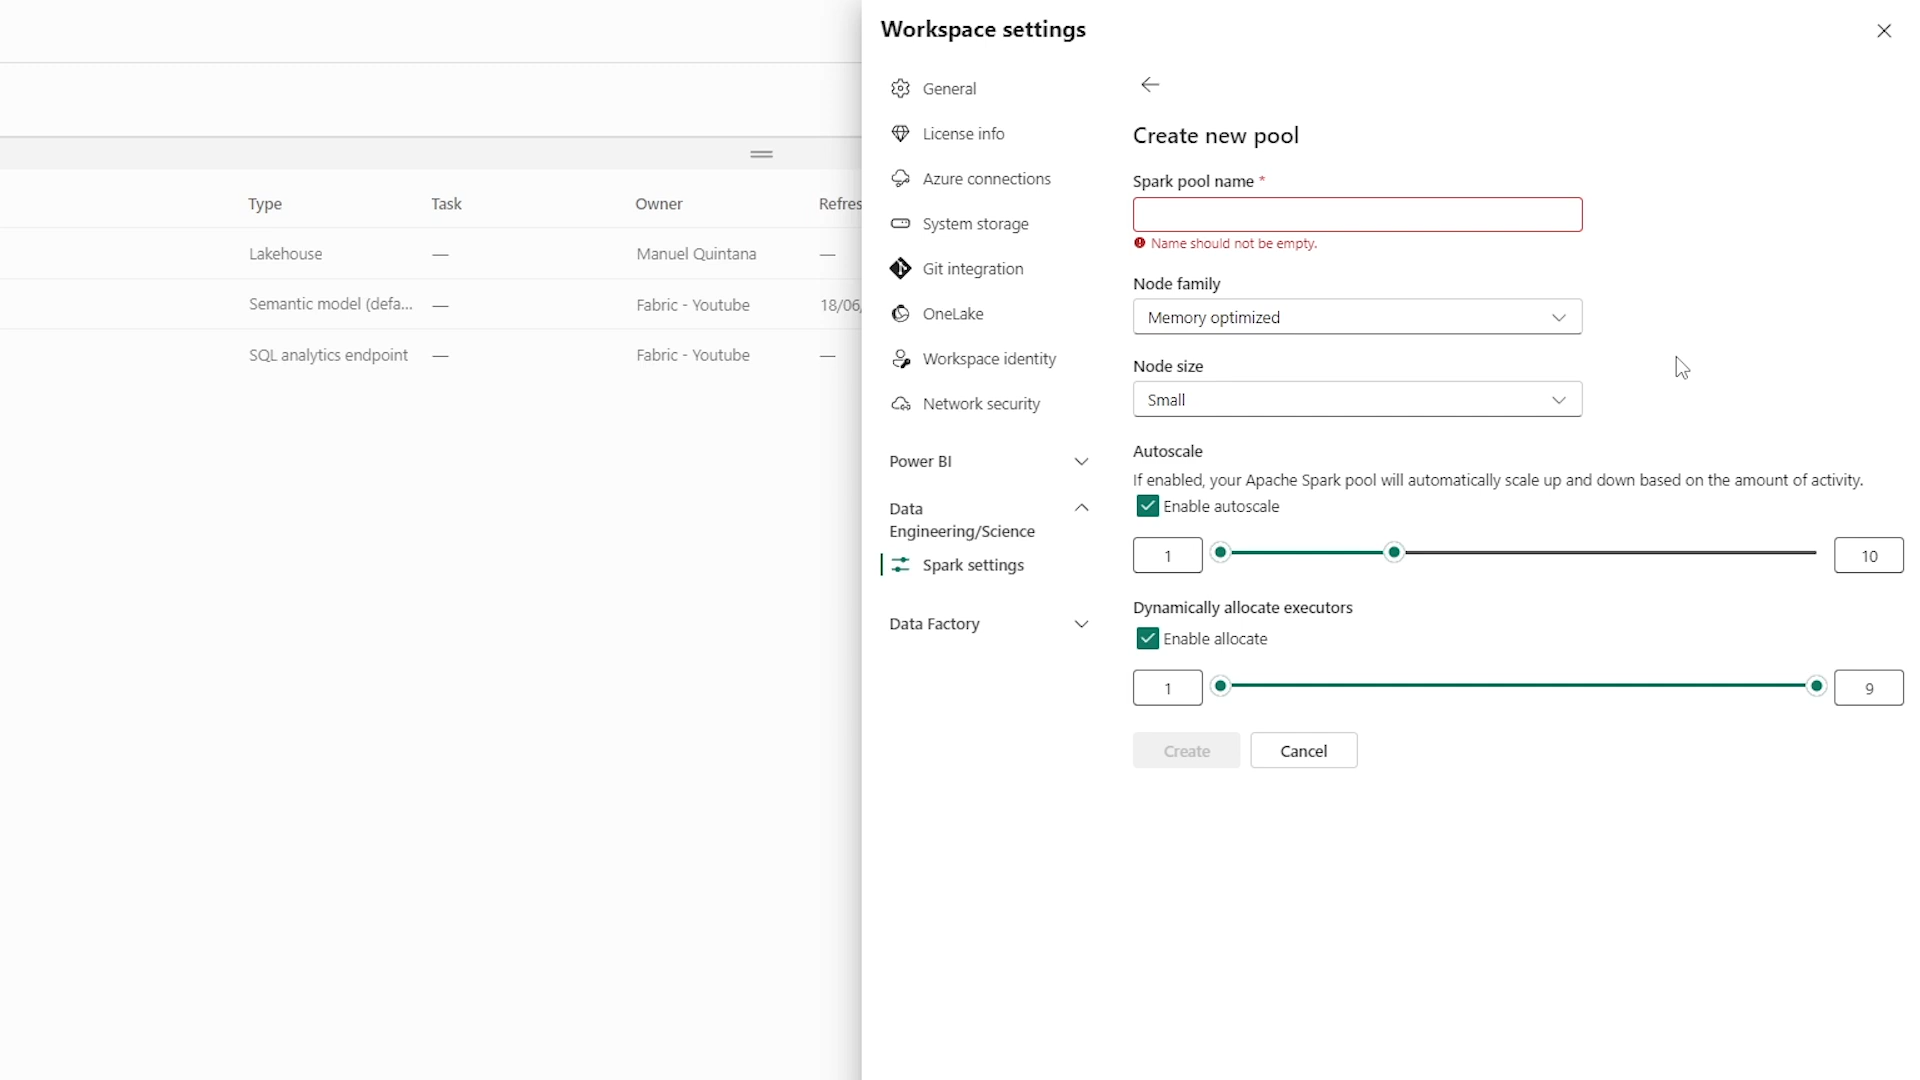 Workspace settings
General
License info
Azure connections
System storage
Git integration
OneLake
Workspace identity
Network security
Power BI
Data
Engineering/Science
Spark settings
Data Factory
Create new pool
Spark pool name *
Name should not be empty.
Node family
Memory optimized
Node size
Small
Autoscale
If enabled, your Apache Spark pool will automatically scale up and down based on the amount of activity.
Enable autoscale
1 10
Dynamically allocate executors
Enable allocate
1 9
Create Cancel
Type Task Owner Refres
Lakehouse — Manuel Quintana —
Semantic model (defa... — Fabric - Youtube 18/06/
SQL analytics endpoint — Fabric - Youtube —